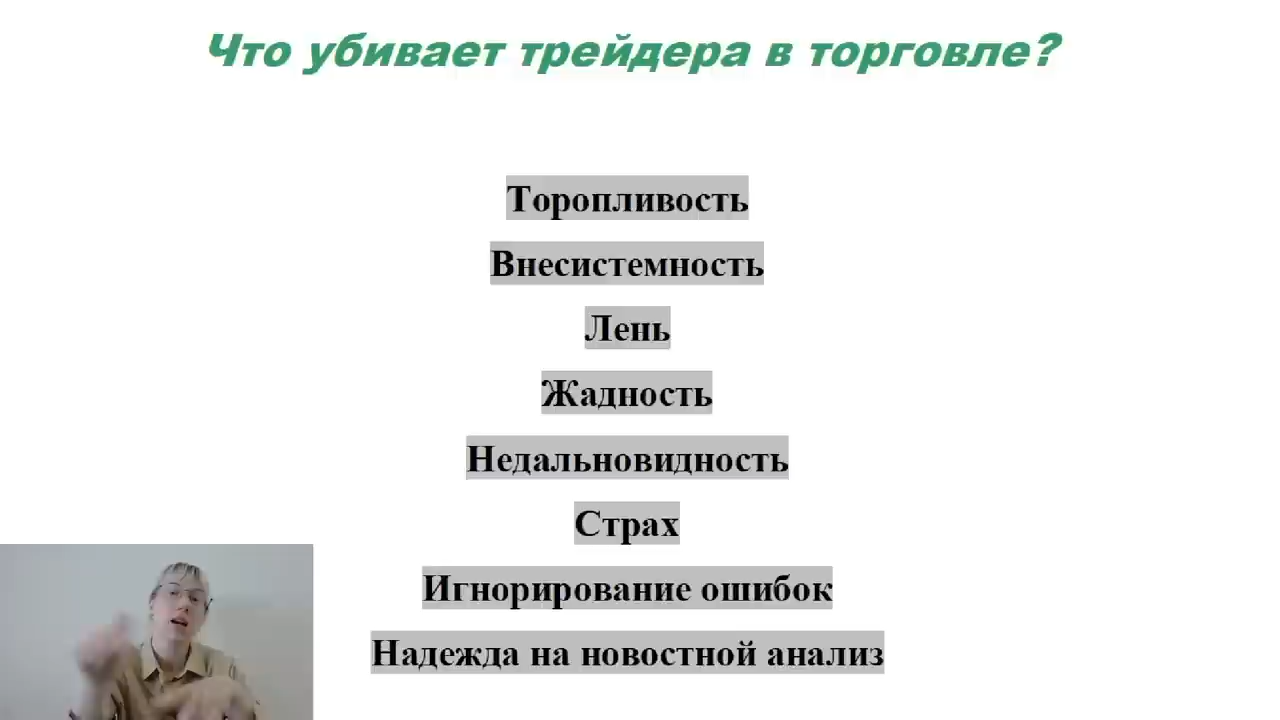 Что убивает трейдера в торговле?
Торопливость
Внесистемность
Лень
Жадность
Недальновидность
Страх
Игнорирование ошибок
Надежда на новостной анализ